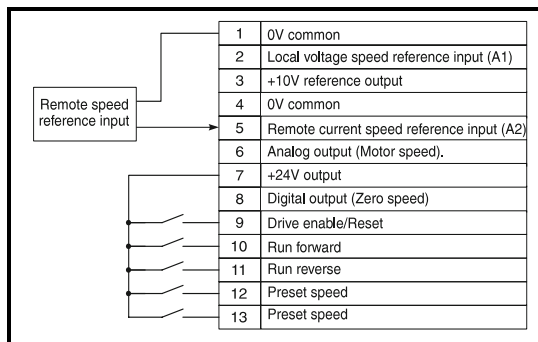 Remote speed
reference input
1 0V common
2 Local voltage speed reference input (A1)
3 +10V reference output
4 0V common
5 Remote current speed reference input (A2)
6 Analog output (Motor speed).
7 +24V output
8 Digital output (Zero speed)
9 Drive enable/Reset
10 Run forward
11 Run reverse
12 Preset speed
13 Preset speed